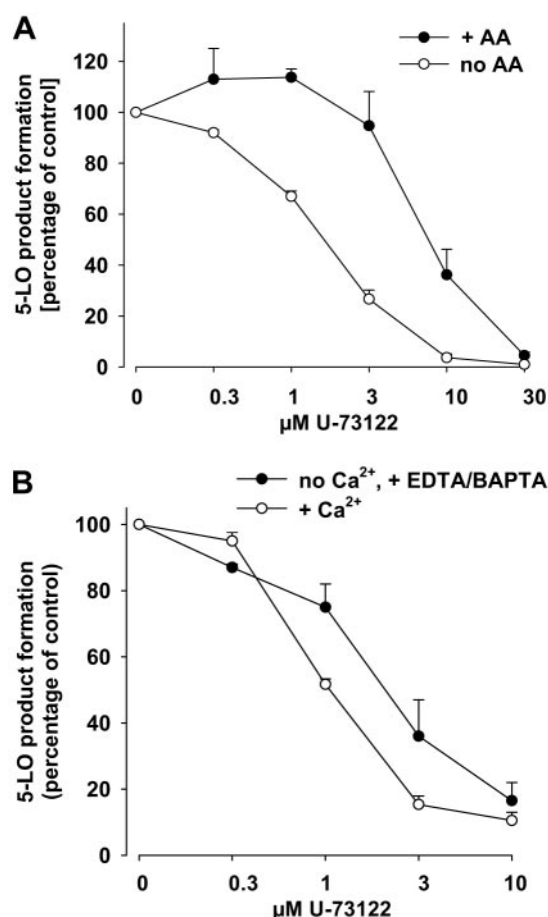 A
+ AA
no AA
5-LO product formation
[percentage of control]
120
100
80
60
40
20
0
0 0.3 1 3 10 30
µM U-73122
B
no Ca²⁺, + EDTA/BAPTA
+ Ca²⁺
5-LO product formation
(percentage of control)
100
80
60
40
20
0
0 0.3 1 3 10
µM U-73122